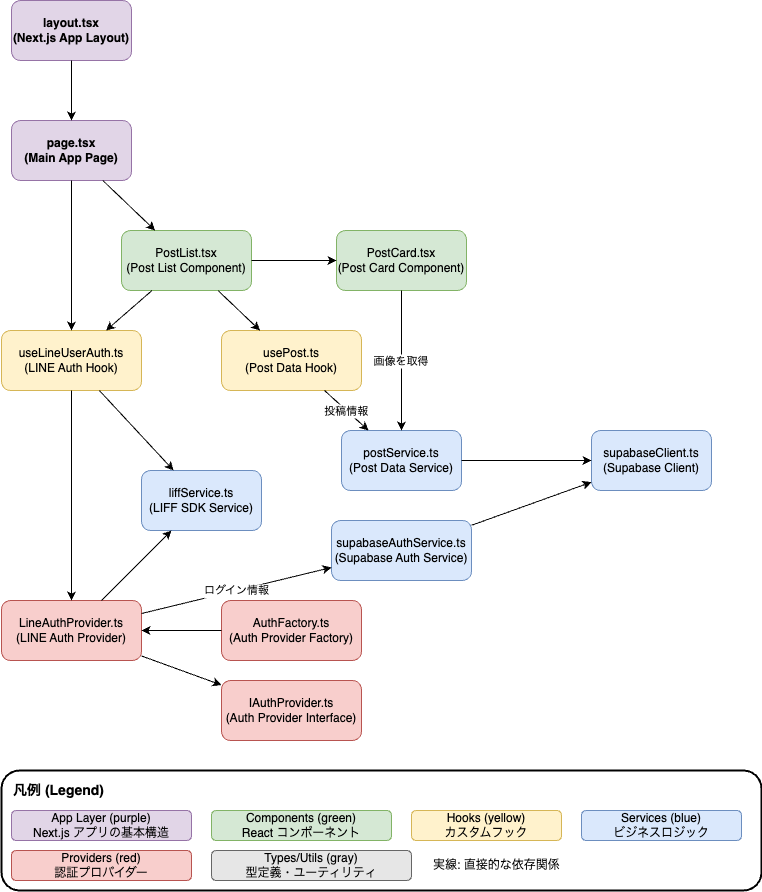 layout.tsx
(Next.js App Layout)
page.tsx
(Main App Page)
PostList.tsx
(Post List Component)
PostCard.tsx
(Post Card Component)
useLineUserAuth.ts
(LINE Auth Hook)
usePost.ts
(Post Data Hook)
画像を取得
投稿情報
postService.ts
(Post Data Service)
supabaseClient.ts
(Supabase Client)
liffService.ts
(LIFF SDK Service)
supabaseAuthService.ts
(Supabase Auth Service)
ログイン情報
LineAuthProvider.ts
(LINE Auth Provider)
AuthFactory.ts
(Auth Provider Factory)
IAuthProvider.ts
(Auth Provider Interface)
凡例 (Legend)
App Layer (purple)
Next.js アプリの基本構造
Components (green)
React コンポーネント
Hooks (yellow)
カスタムフック
Services (blue)
ビジネスロジック
Providers (red)
認証プロバイダー
Types/Utils (gray)
型定義・ユーティリティ
実線: 直接的な依存関係